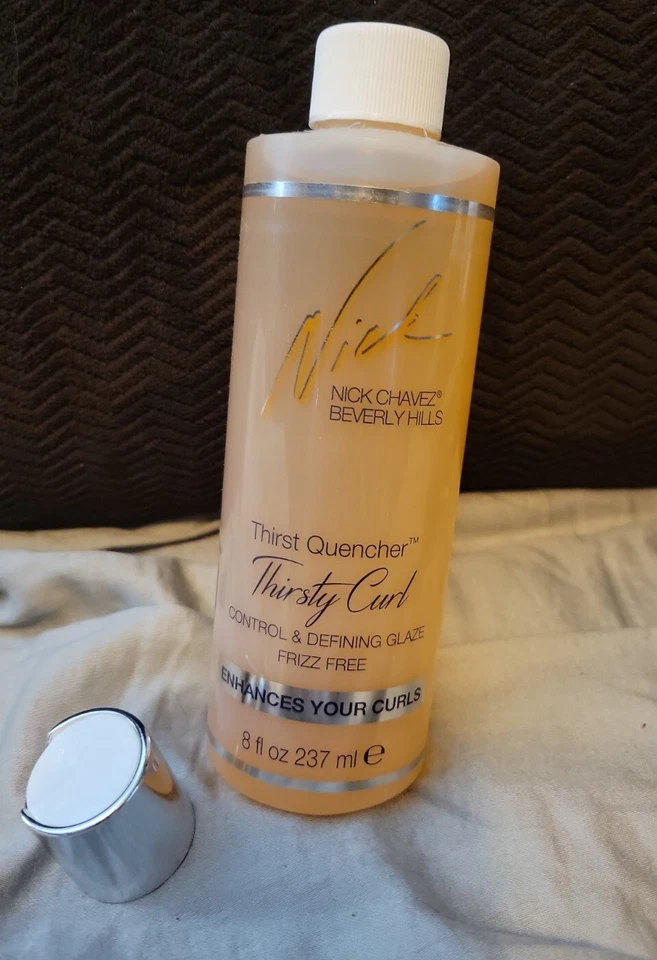 Nick
NICK CHAVEZ®
BEVERLY HILLS
Thirst Quencher™
Thirsty Curl
CONTROL & DEFINING GLAZE
FRIZZ FREE
ENHANCES YOUR CURLS
8 fl oz 237 ml ℮